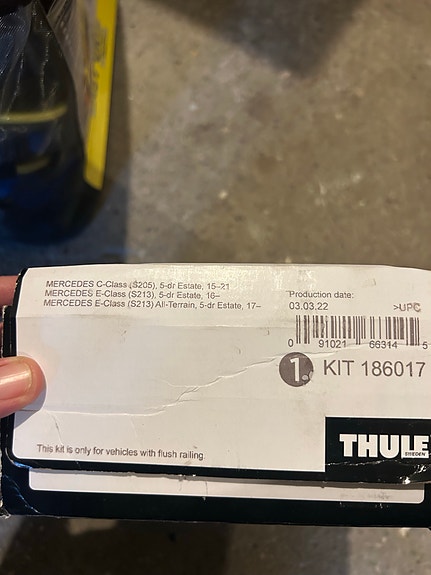 MERCEDES C-Class (S205), 5-dr Estate, 15–21
MERCEDES E-Class (S213), 5-dr Estate, 16–
MERCEDES E-Class (S213) All-Terrain, 5-dr Estate, 17–
Production date:
03.03.22
>UPC
0 91021 66314 5
1. KIT 186017
This kit is only for vehicles with flush railing.
THULE
SWEDEN